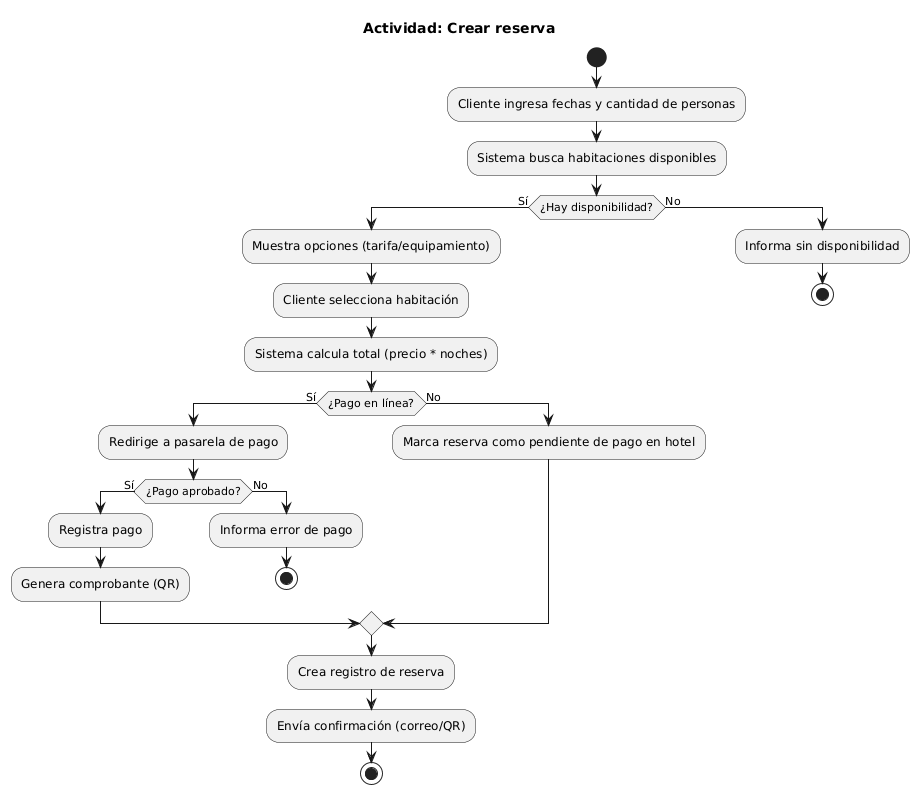 Actividad: Crear reserva
Cliente ingresa fechas y cantidad de personas
Sistema busca habitaciones disponibles
Sí
¿Hay disponibilidad?
No
Muestra opciones (tarifa/equipamiento)
Informa sin disponibilidad
Cliente selecciona habitación
Sistema calcula total (precio * noches)
Sí
¿Pago en línea?
No
Redirige a pasarela de pago
Marca reserva como pendiente de pago en hotel
Sí
¿Pago aprobado?
No
Registra pago
Informa error de pago
Genera comprobante (QR)
Crea registro de reserva
Envía confirmación (correo/QR)